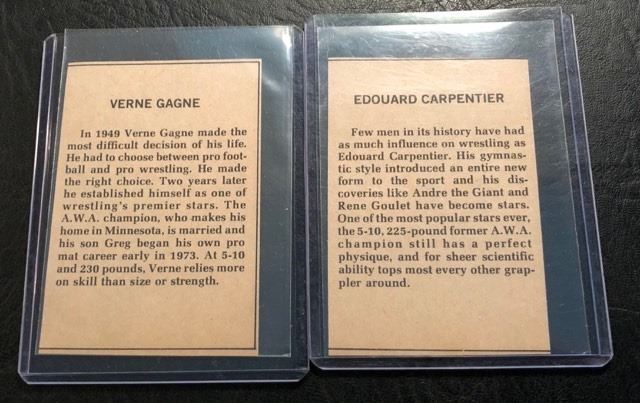 VERNE GAGNE
In 1949 Verne Gagne made the
most difficult decision of his life.
He had to choose between pro foot-
ball and pro wrestling. He made
the right choice. Two years later
he established himself as one of
wrestling's premier stars. The
A.W.A. champion, who makes his
home in Minnesota, is married and
his son Greg began his own pro
mat career early in 1973. At 5-10
and 230 pounds, Verne relies more
on skill than size or strength.
EDOUARD CARPENTIER
Few men in its history have had
as much influence on wrestling as
Edouard Carpentier. His gymnas-
tic style introduced an entire new
form to the sport and his dis-
coveries like Andre the Giant and
Rene Goulet have become stars.
One of the most popular stars ever,
the 5-10, 225-pound former A.W.A.
champion still has a perfect
physique, and for sheer scientific
ability tops most every other grap-
pler around.